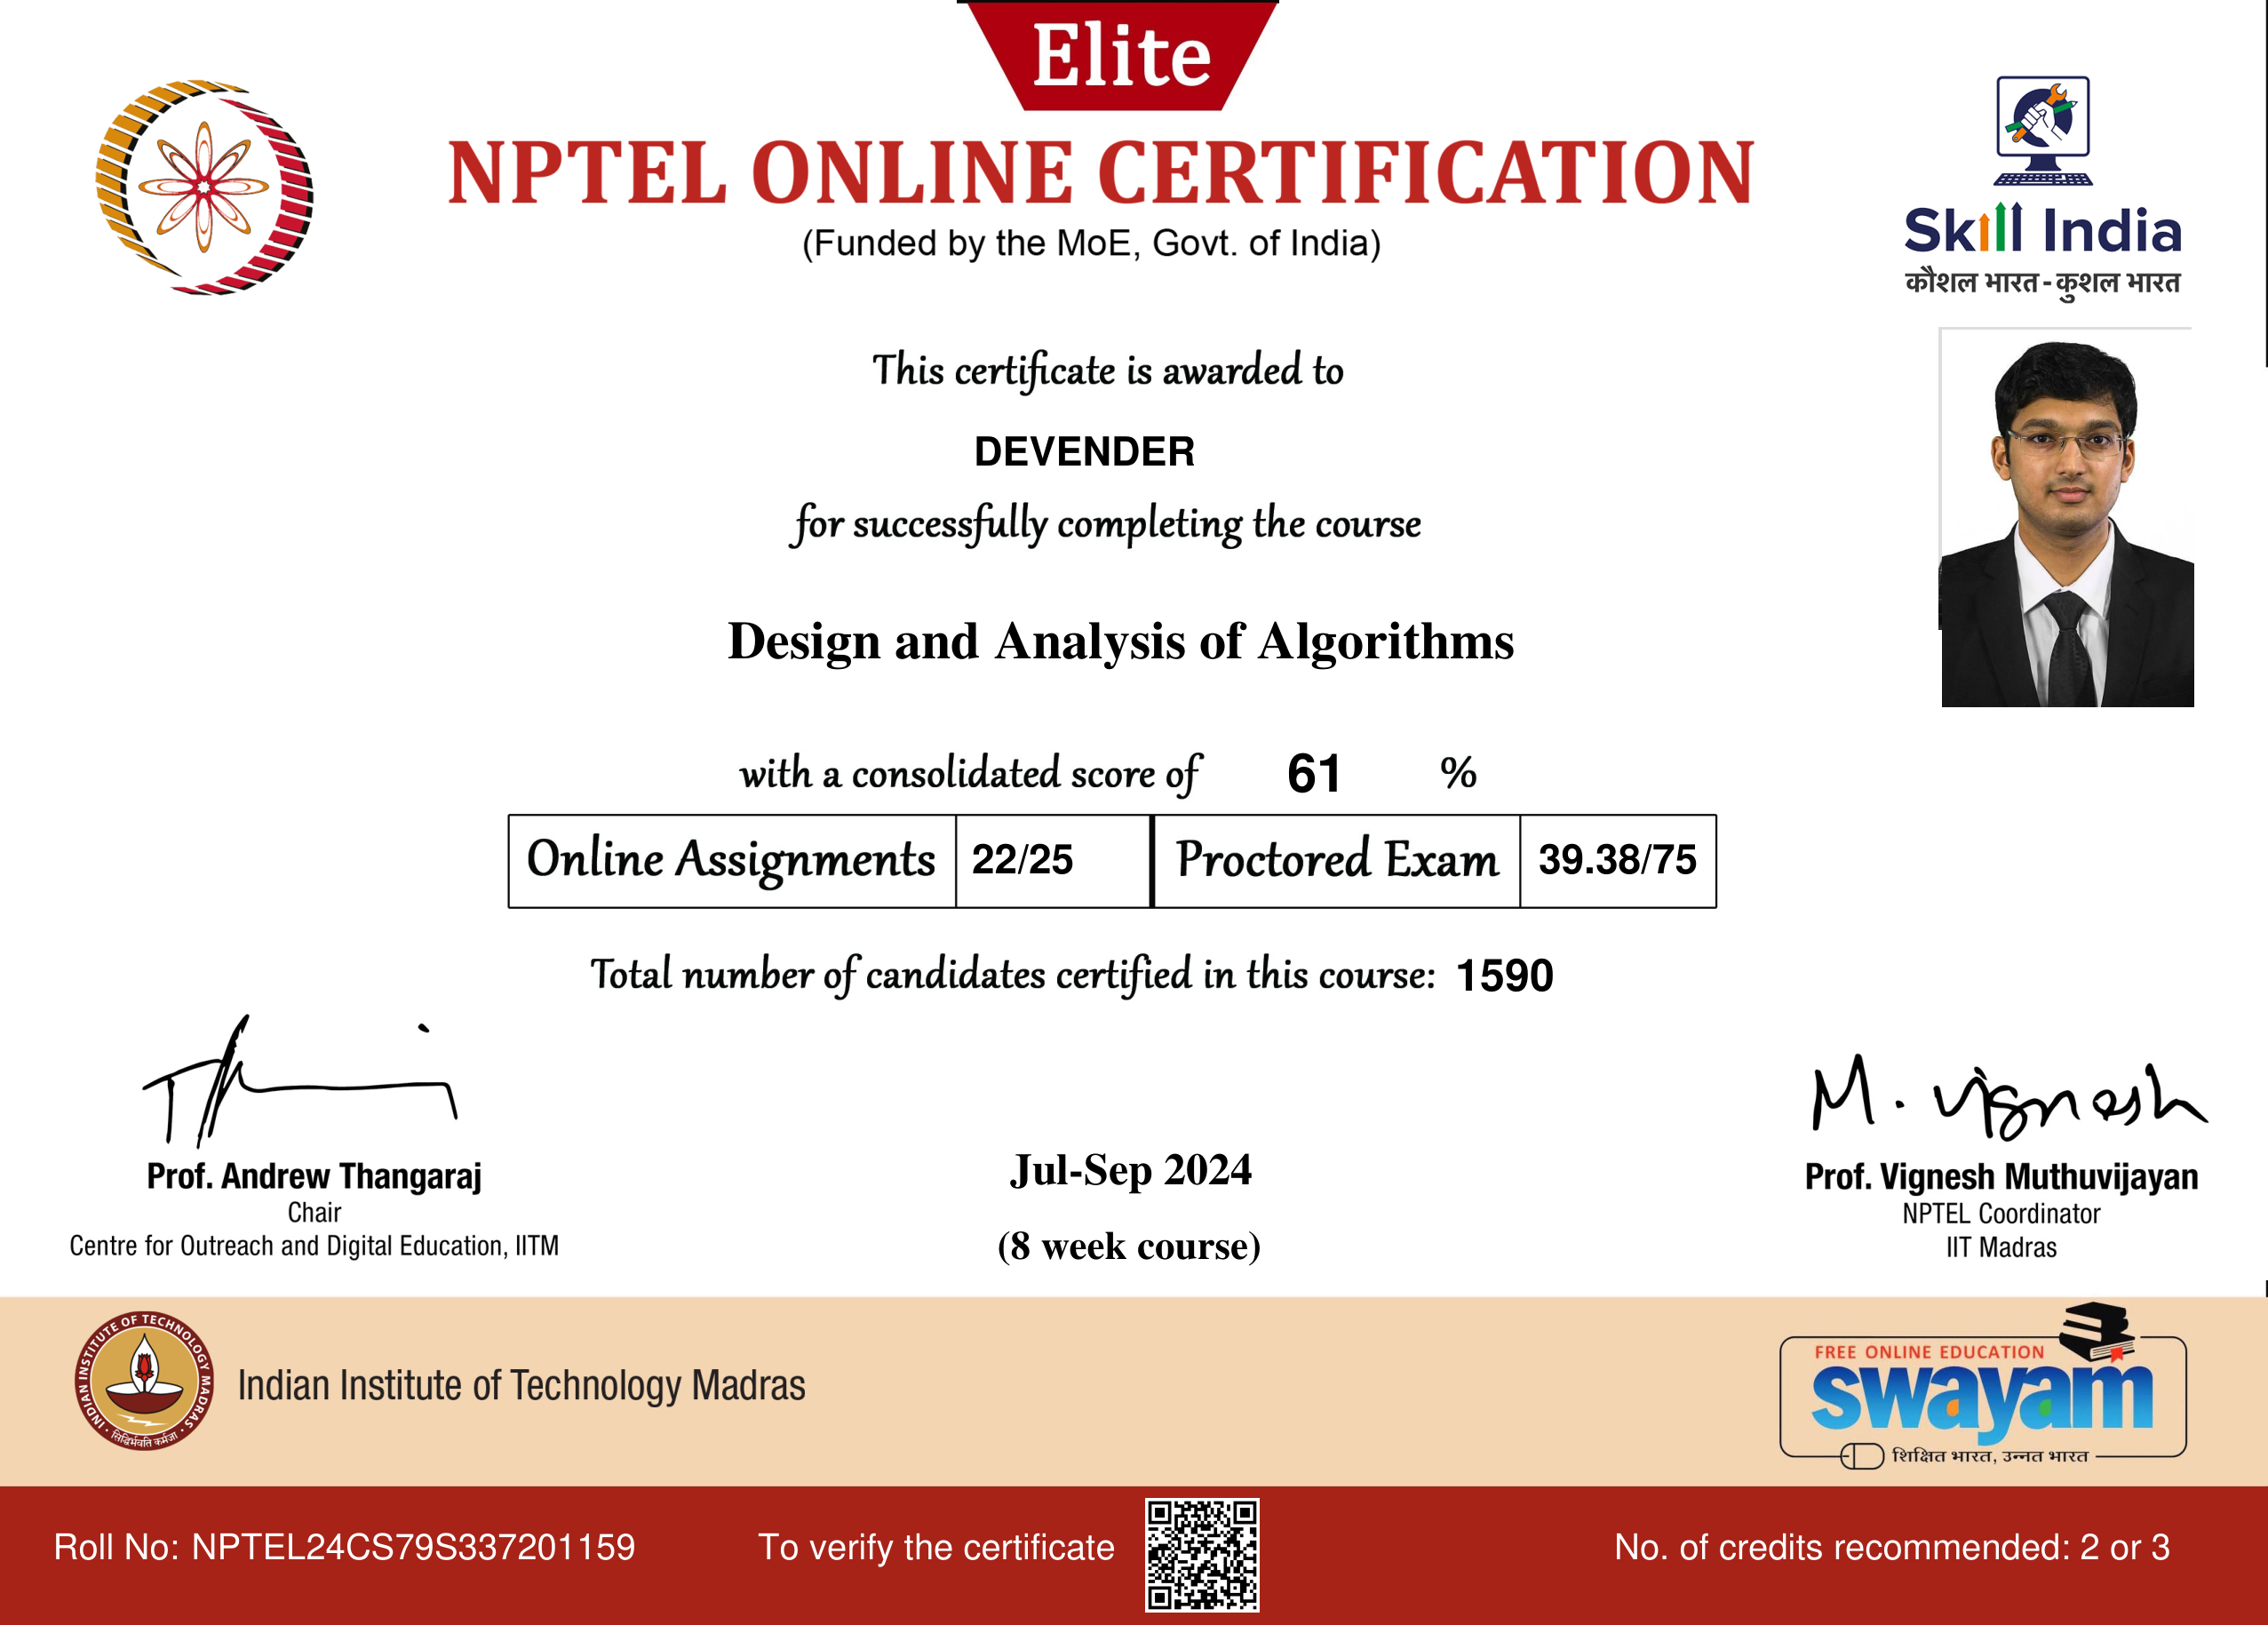 Elite
NPTEL ONLINE CERTIFICATION
(Funded by the MoE, Govt. of India)
Skill India
कौशल भारत - कुशल भारत
This certificate is awarded to
DEVENDER
for successfully completing the course
Design and Analysis of Algorithms
with a consolidated score of 61 %
Online Assignments 22/25 Proctored Exam 39.38/75
Total number of candidates certified in this course: 1590
M. Vignesh
Prof. Andrew Thangaraj
Chair
Centre for Outreach and Digital Education, IITM
Jul-Sep 2024
(8 week course)
Prof. Vignesh Muthuvijayan
NPTEL Coordinator
IIT Madras
INDIAN INSTITUTE OF TECHNOLOGY MADRAS
सिद्धिर्भवति कर्मजा
Indian Institute of Technology Madras
FREE ONLINE EDUCATION
swayam
शिक्षित भारत, उन्नत भारत
Roll No: NPTEL24CS79S337201159
To verify the certificate
No. of credits recommended: 2 or 3